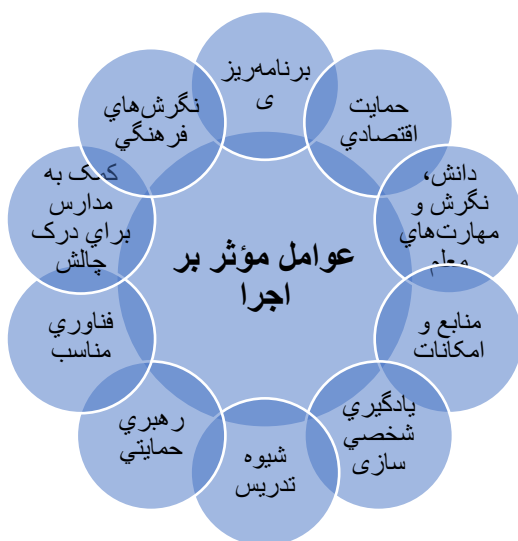 برنامه‌ریز
ی
حمايت
اقتصادي
دانش،
نگرش و
مهارت‌هاي
معلم
منابع و
امکانات
يادگيري
شخصي
سازی
شيوه
تدريس
رهبري
حمايتي
فناوري
مناسب
کمک به
مدارس
براي درک
چالش
نگرش‌هاي
فرهنگي
عوامل مؤثر بر
اجرا